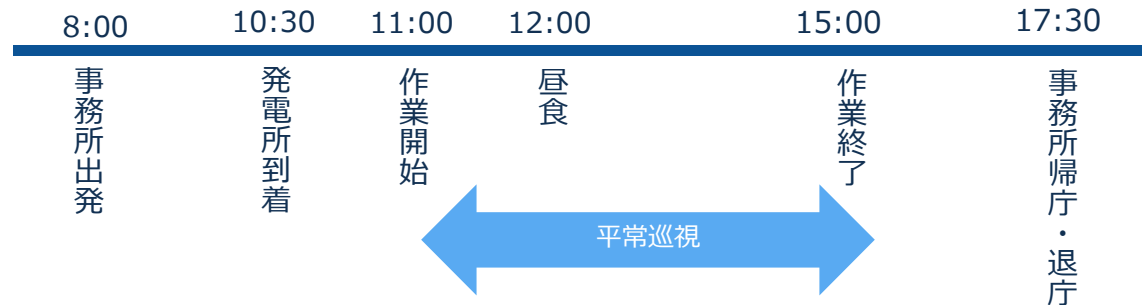 8:00
10:30
11:00
12:00
15:00
17:30
事務所出発
発電所到着
作業開始
昼食
作業終了
事務所帰庁・退庁
平常巡視